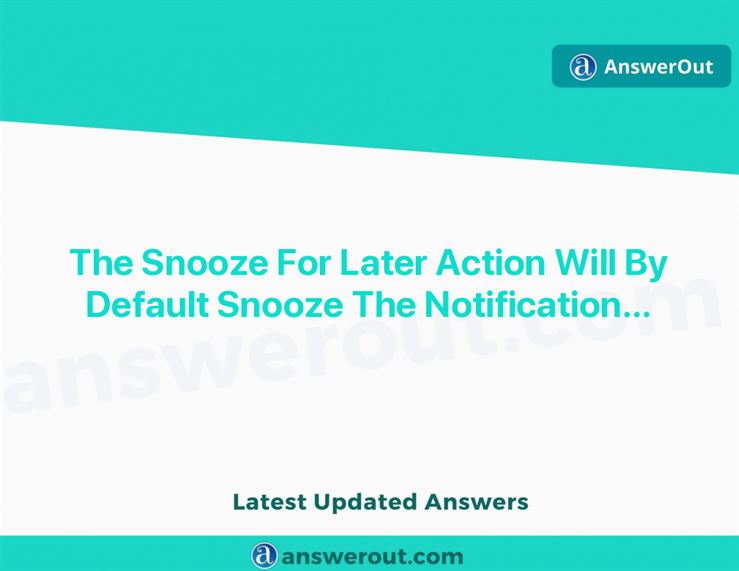 AnswerOut
The Snooze For Later Action Will By
Default Snooze The Notification...
answerout.com
Latest Updated Answers
answerout.com